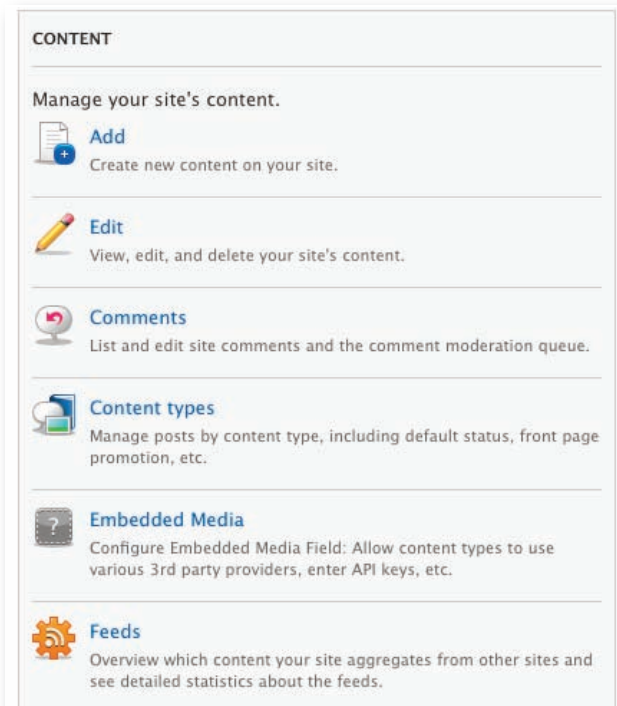 CONTENT
Manage your site's content.
Add
Create new content on your site.
Edit
View, edit, and delete your site's content.
Comments
List and edit site comments and the comment moderation queue.
Content types
Manage posts by content type, including default status, front page
promotion, etc.
?
Embedded Media
Configure Embedded Media Field: Allow content types to use
various 3rd party providers, enter API keys, etc.
Feeds
Overview which content your site aggregates from other sites and
see detailed statistics about the feeds.